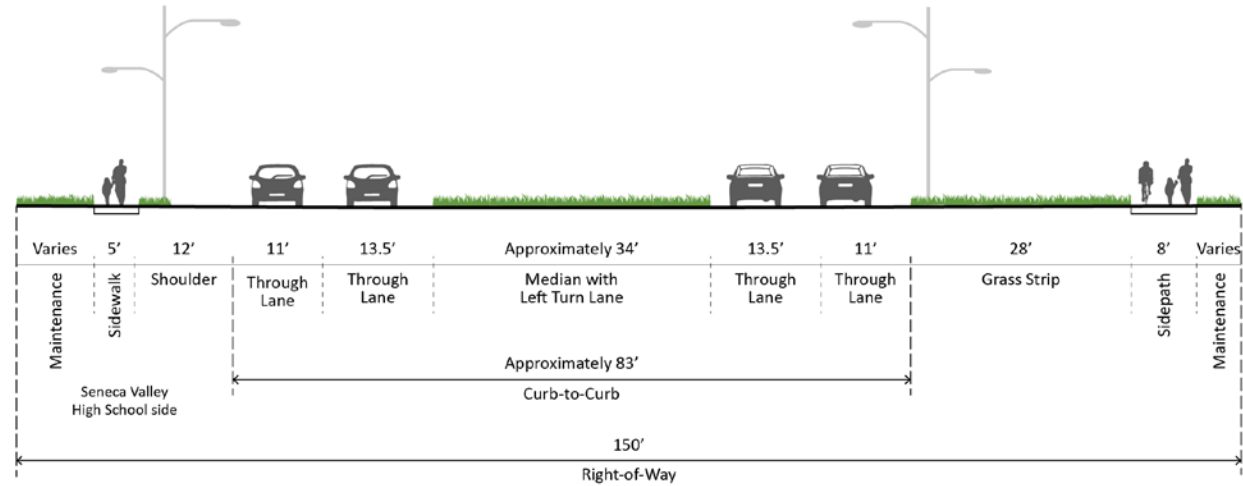 Varies 5′ 12′ 11′ 13.5′ Approximately 34′ 13.5′ 11′ 28′ 8′ Varies
Maintenance
Sidewalk
Shoulder
Through
Lane
Through
Lane
Median with
Left Turn Lane
Through
Lane
Through
Lane
Grass Strip
Sidepath
Maintenance
Approximately 83′
Curb-to-Curb
Seneca Valley
High School side
150′
Right-of-Way